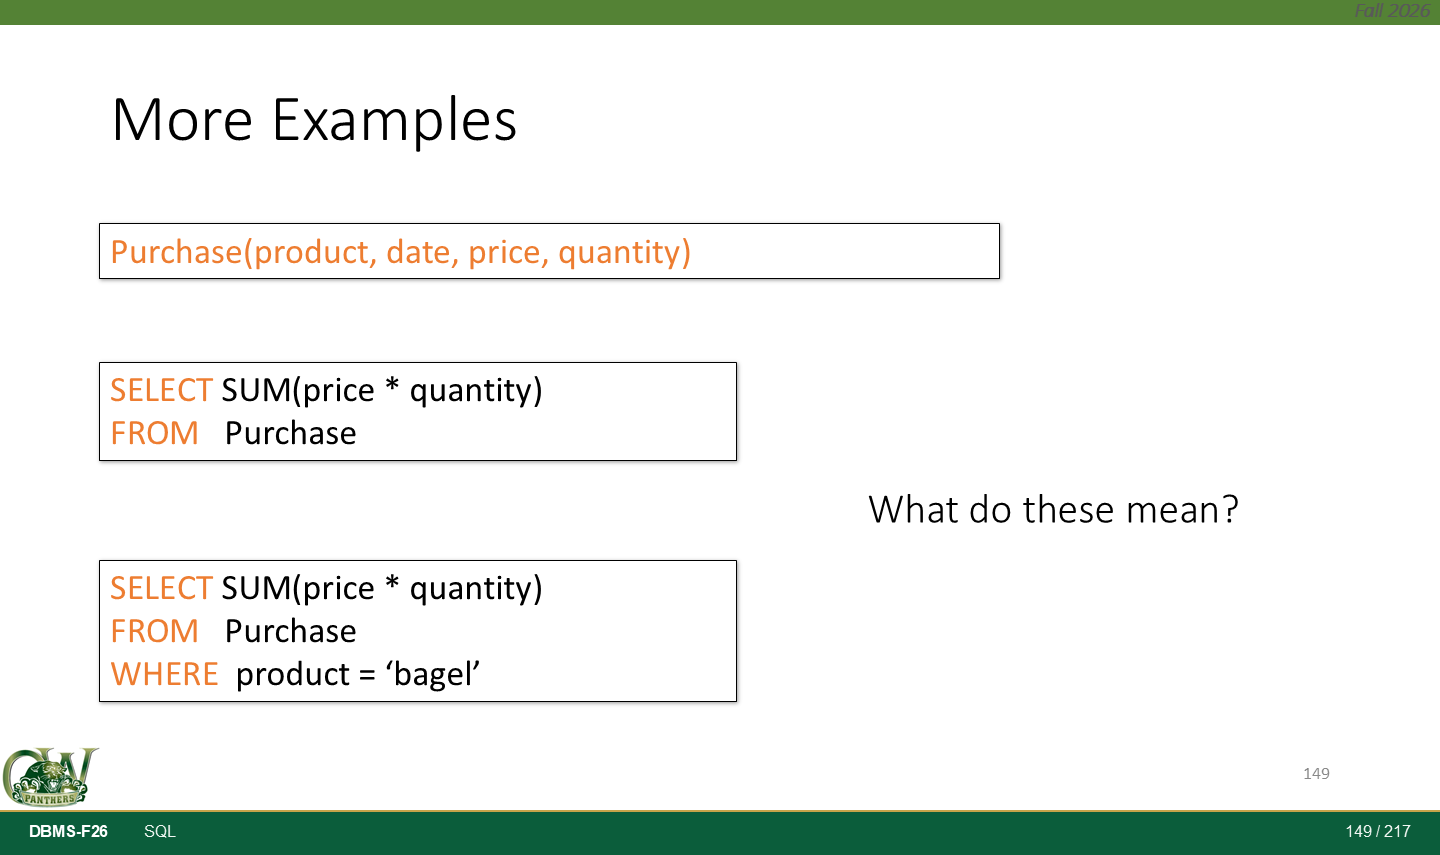 Fall 2026
More Examples
Purchase(product, date, price, quantity)
SELECT SUM(price * quantity)
FROM Purchase
What do these mean?
SELECT SUM(price * quantity)
FROM Purchase
WHERE product = ‘bagel’
OW
PANTHERS
149
DBMS-F26 SQL 149 / 217